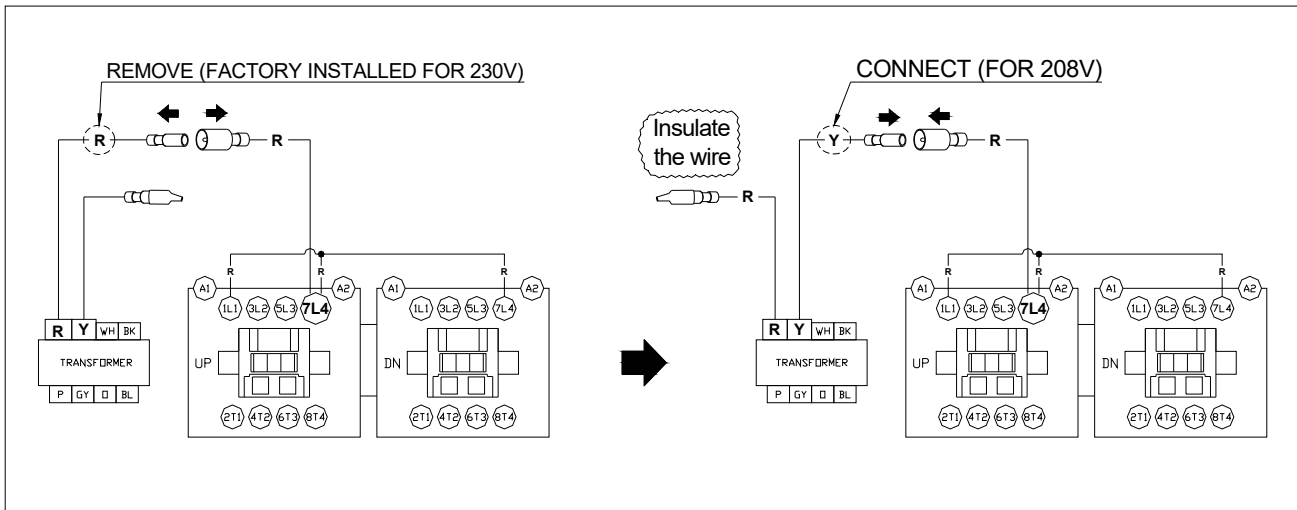 REMOVE (FACTORY INSTALLED FOR 230V)
R
R
R
R
R
A1
A2
A1
A2
1L1
3L2
5L3
7L4
1L1
3L2
5L3
7L4
R
Y
WH
BK
TRANSFORMER
P
GY
O
BL
UP
DN
2T1
4T2
6T3
8T4
2T1
4T2
6T3
8T4
CONNECT (FOR 208V)
Insulate
the wire
Y
R
R
R
R
R
A1
A2
A1
A2
1L1
3L2
5L3
7L4
1L1
3L2
5L3
7L4
R
Y
WH
BK
TRANSFORMER
P
GY
O
BL
UP
DN
2T1
4T2
6T3
8T4
2T1
4T2
6T3
8T4